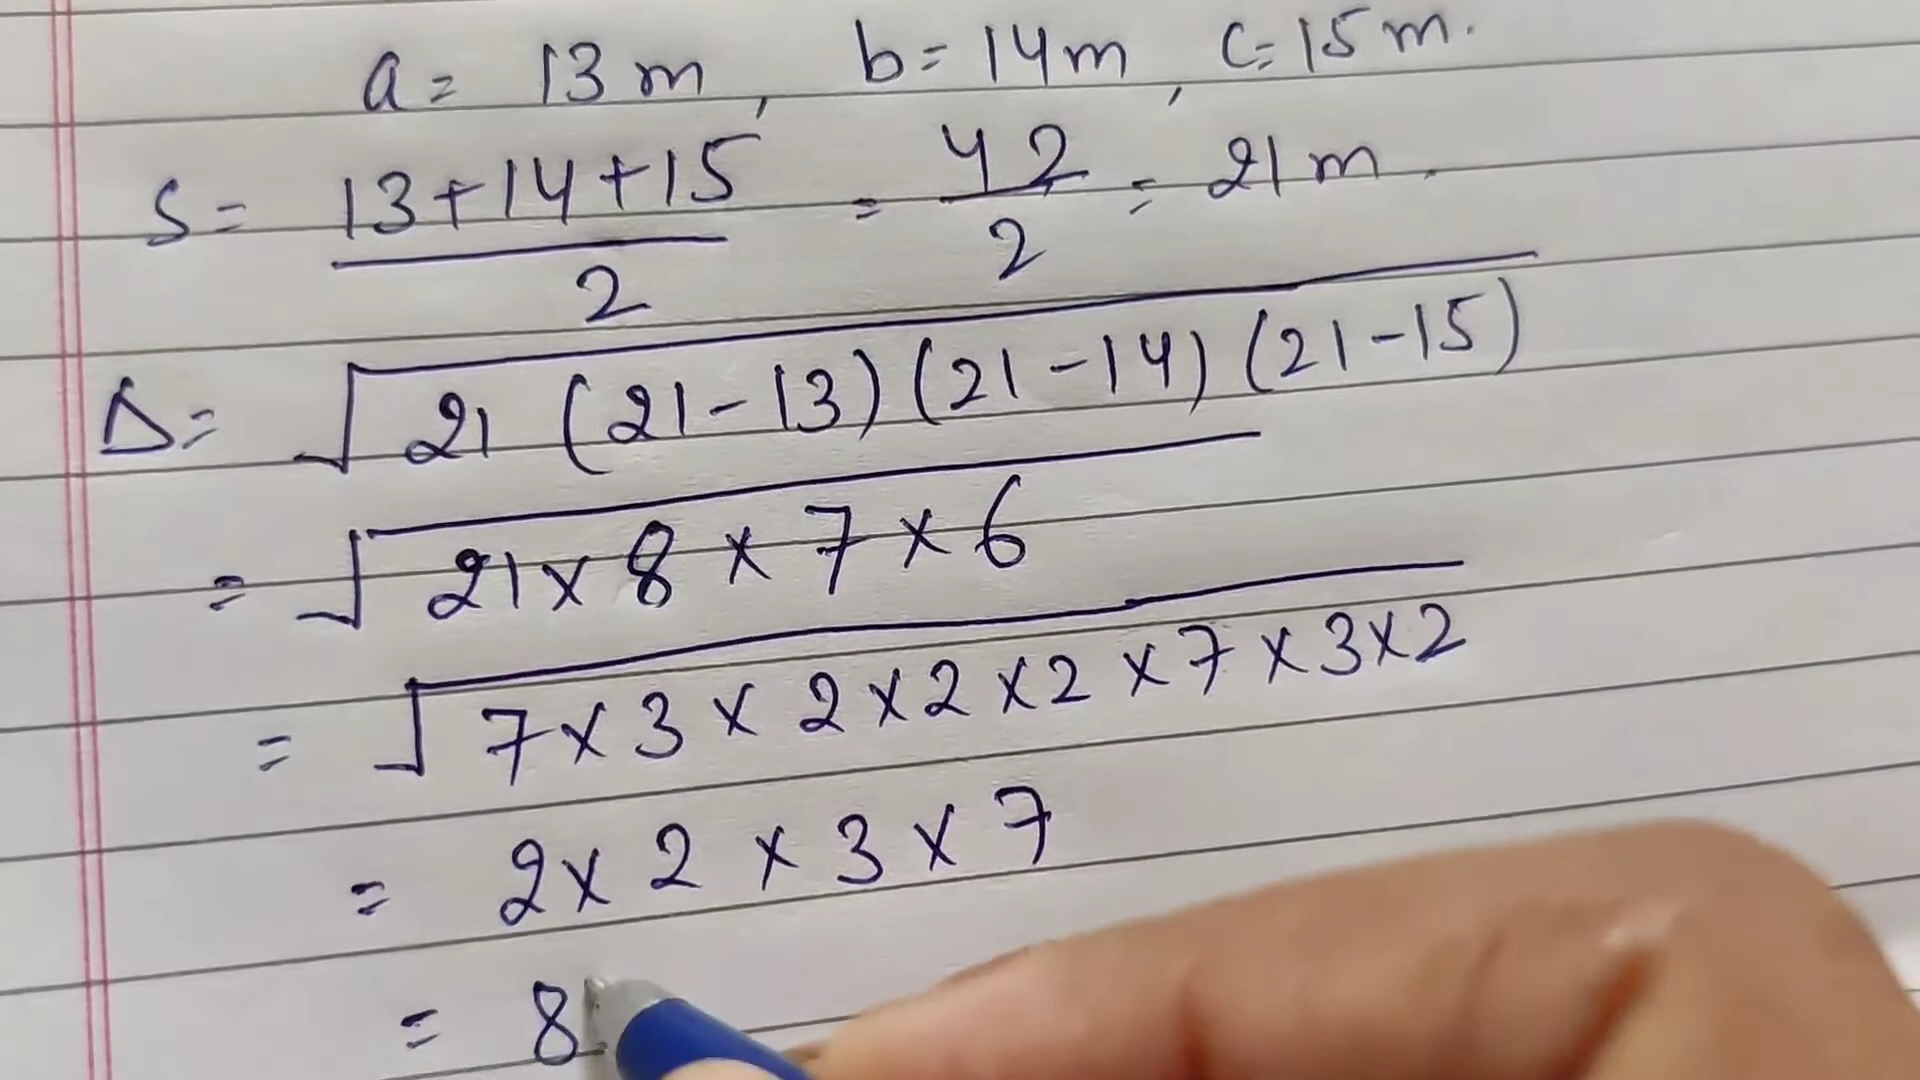 a = 13 m, b = 14 m, c = 15 m.
S = 13+14+15 / 2 = 42 / 2 = 21 m.
Δ = √21 (21-13) (21-14) (21-15)
= √21 × 8 × 7 × 6
= √7 × 3 × 2 × 2 × 2 × 7 × 3 × 2
= 2 × 2 × 3 × 7
= 8